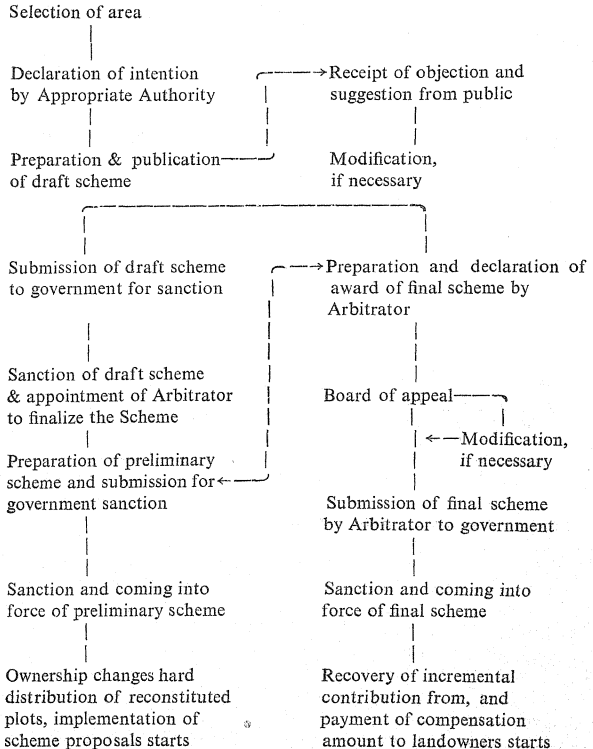 Selection of area
Declaration of intention
by Appropriate Authority
Receipt of objection and
suggestion from public
Preparation & publication
of draft scheme
Modification,
if necessary
Submission of draft scheme
to government for sanction
Preparation and declaration of
award of final scheme by
Arbitrator
Sanction of draft scheme
& appointment of Arbitrator
to finalize the Scheme
Board of appeal
Modification,
if necessary
Preparation of preliminary
scheme and submission for
government sanction
Submission of final scheme
by Arbitrator to government
Sanction and coming into
force of preliminary scheme
Sanction and coming into
force of final scheme
Ownership changes hard
distribution of reconstituted
plots, implementation of
scheme proposals starts
Recovery of incremental
contribution from, and
payment of compensation
amount to landowners starts